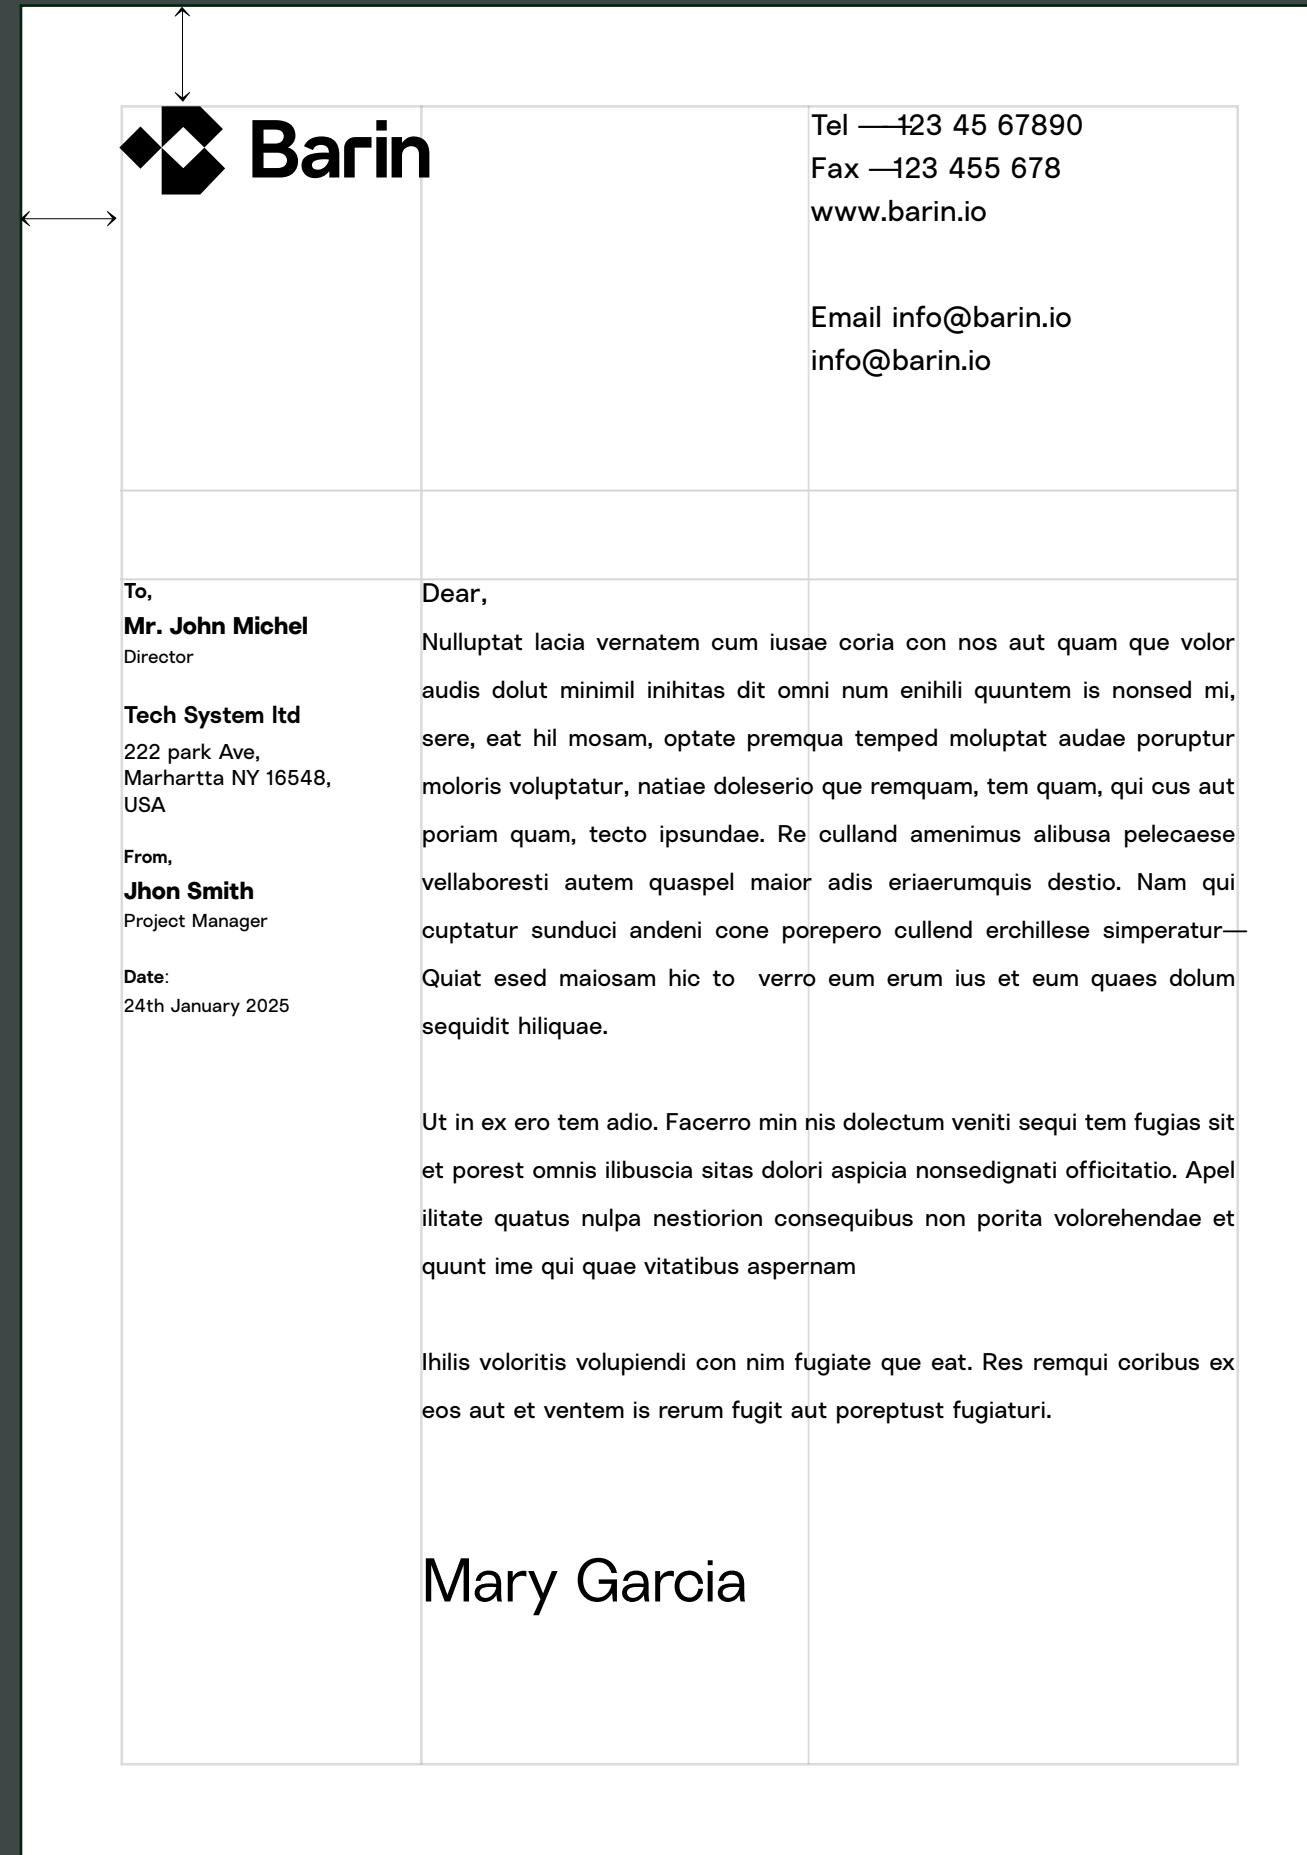 Barin
Tel ——123 45 67890
Fax —123 455 678
www.barin.io
Email info@barin.io
info@barin.io
To,
Mr. John Michel
Director
Tech System ltd
222 park Ave,
Marhartta NY 16548,
USA
From,
Jhon Smith
Project Manager
Date:
24th January 2025
Dear,
Nulluptat lacia vernatem cum iusae coria con nos aut quam que volor
audis dolut minimil inihitas dit omni num enihili quuntem is nonsed mi,
sere, eat hil mosam, optate premqua temped moluptat audae poruptur
moloris voluptatur, natiae doleserio que remquam, tem quam, qui cus aut
poriam quam, tecto ipsundae. Re culland amenimus alibusa pelecaese
vellaboresti autem quaspel maior adis eriaerumquis destio. Nam qui
cuptatur sunduci andeni cone porepero cullend erchillese simperatur—
Quiat esed maiosam hic to verro eum erum ius et eum quaes dolum
sequidit hiliquae.
Ut in ex ero tem adio. Facerro min nis dolectum veniti sequi tem fugias sit
et porest omnis ilibuscia sitas dolori aspicia nonsedignati officitatio. Apel
ilitate quatus nulpa nestiorion consequibus non porita volorehendae et
quunt ime qui quae vitatibus aspernam
Ihilis voloritis volupiendi con nim fugiate que eat. Res remqui coribus ex
eos aut et ventem is rerum fugit aut poreptust fugiaturi.
Mary Garcia